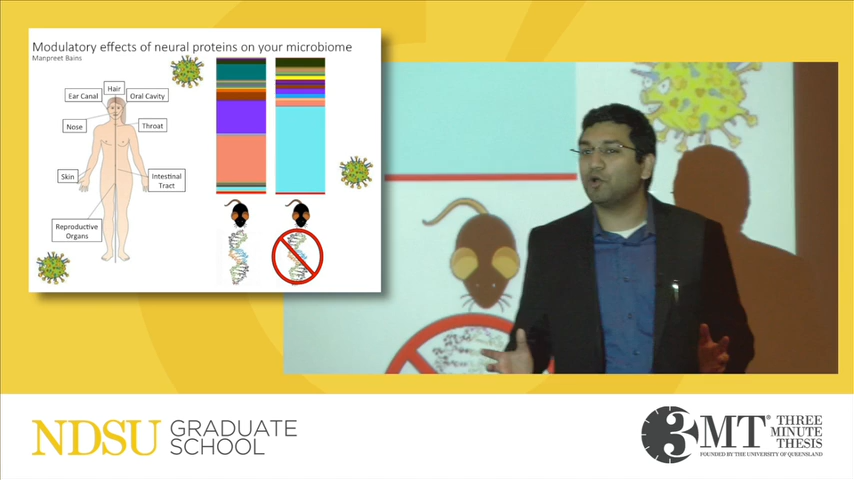 Modulatory effects of neural proteins on your microbiome
Manpreet Bains
Hair
Ear Canal
Oral Cavity
Nose
Throat
Skin
Intestinal
Tract
Reproductive
Organs
NDSU GRADUATE
SCHOOL
3MT® THREE
MINUTE
THESIS
FOUNDED BY THE UNIVERSITY OF QUEENSLAND